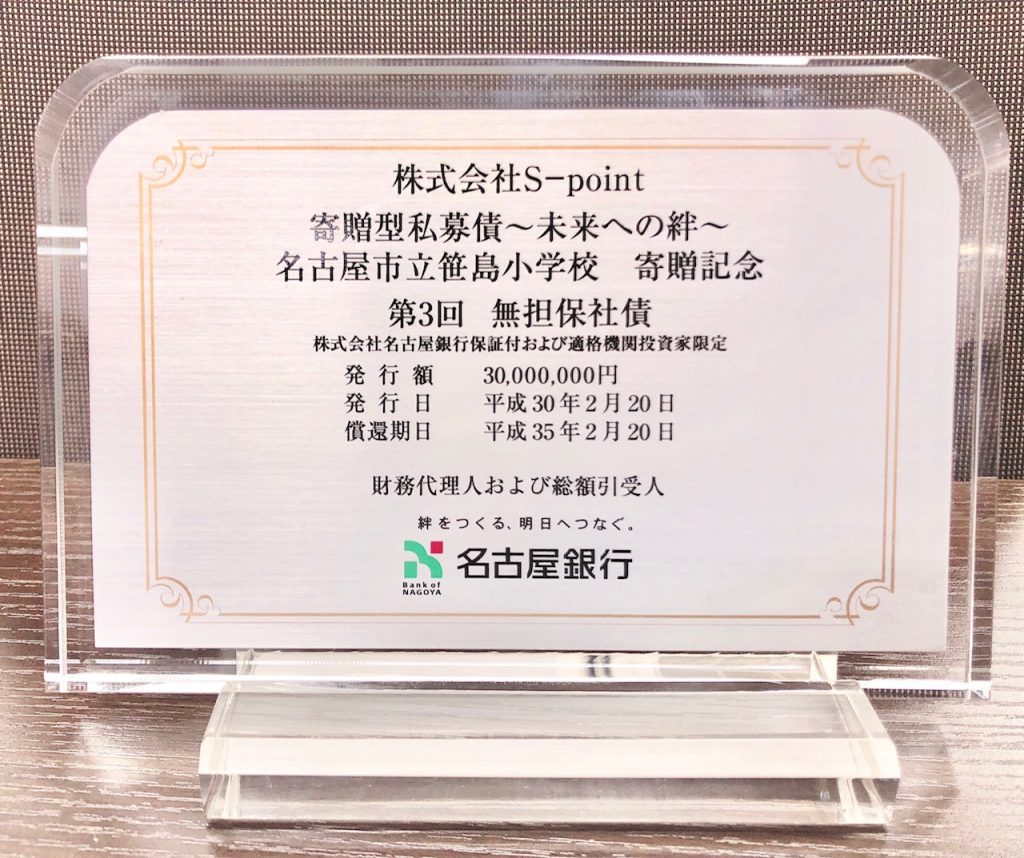 株式会社S-point
寄贈型私募債～未来への絆～
名古屋市立笹島小学校　寄贈記念
第3回　無担保社債
株式会社名古屋銀行保証付および適格機関投資家限定
発行額　30,000,000円
発行日　平成30年2月20日
償還期日　平成35年2月20日
財務代理人および総額引受人
絆をつくる、明日へつなぐ。
名古屋銀行
Bank of
NAGOYA